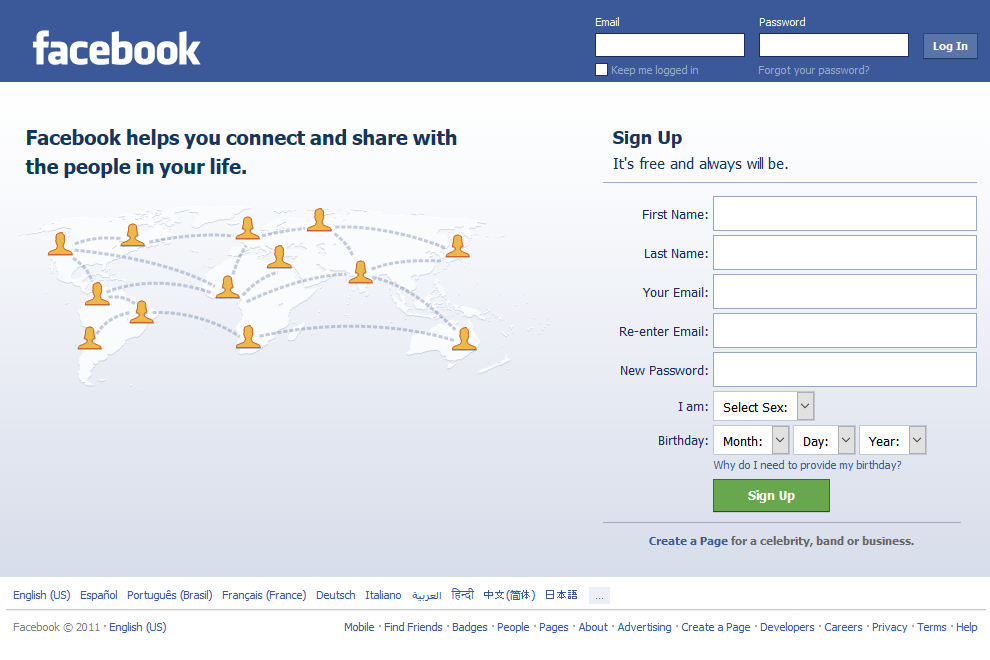 facebook
Email
Password
Log In
Keep me logged in
Forgot your password?
Facebook helps you connect and share with
the people in your life.
Sign Up
It's free and always will be.
First Name:
Last Name:
Your Email:
Re-enter Email:
New Password:
I am: Select Sex:
Birthday: Month: Day: Year:
Why do I need to provide my birthday?
Sign Up
Create a Page for a celebrity, band or business.
English (US) Español Português (Brasil) Français (France) Deutsch Italiano العربية हिन्दी 中文(简体) 日本語 ...
Facebook © 2011 · English (US)
Mobile · Find Friends · Badges · People · Pages · About · Advertising · Create a Page · Developers · Careers · Privacy · Terms · Help